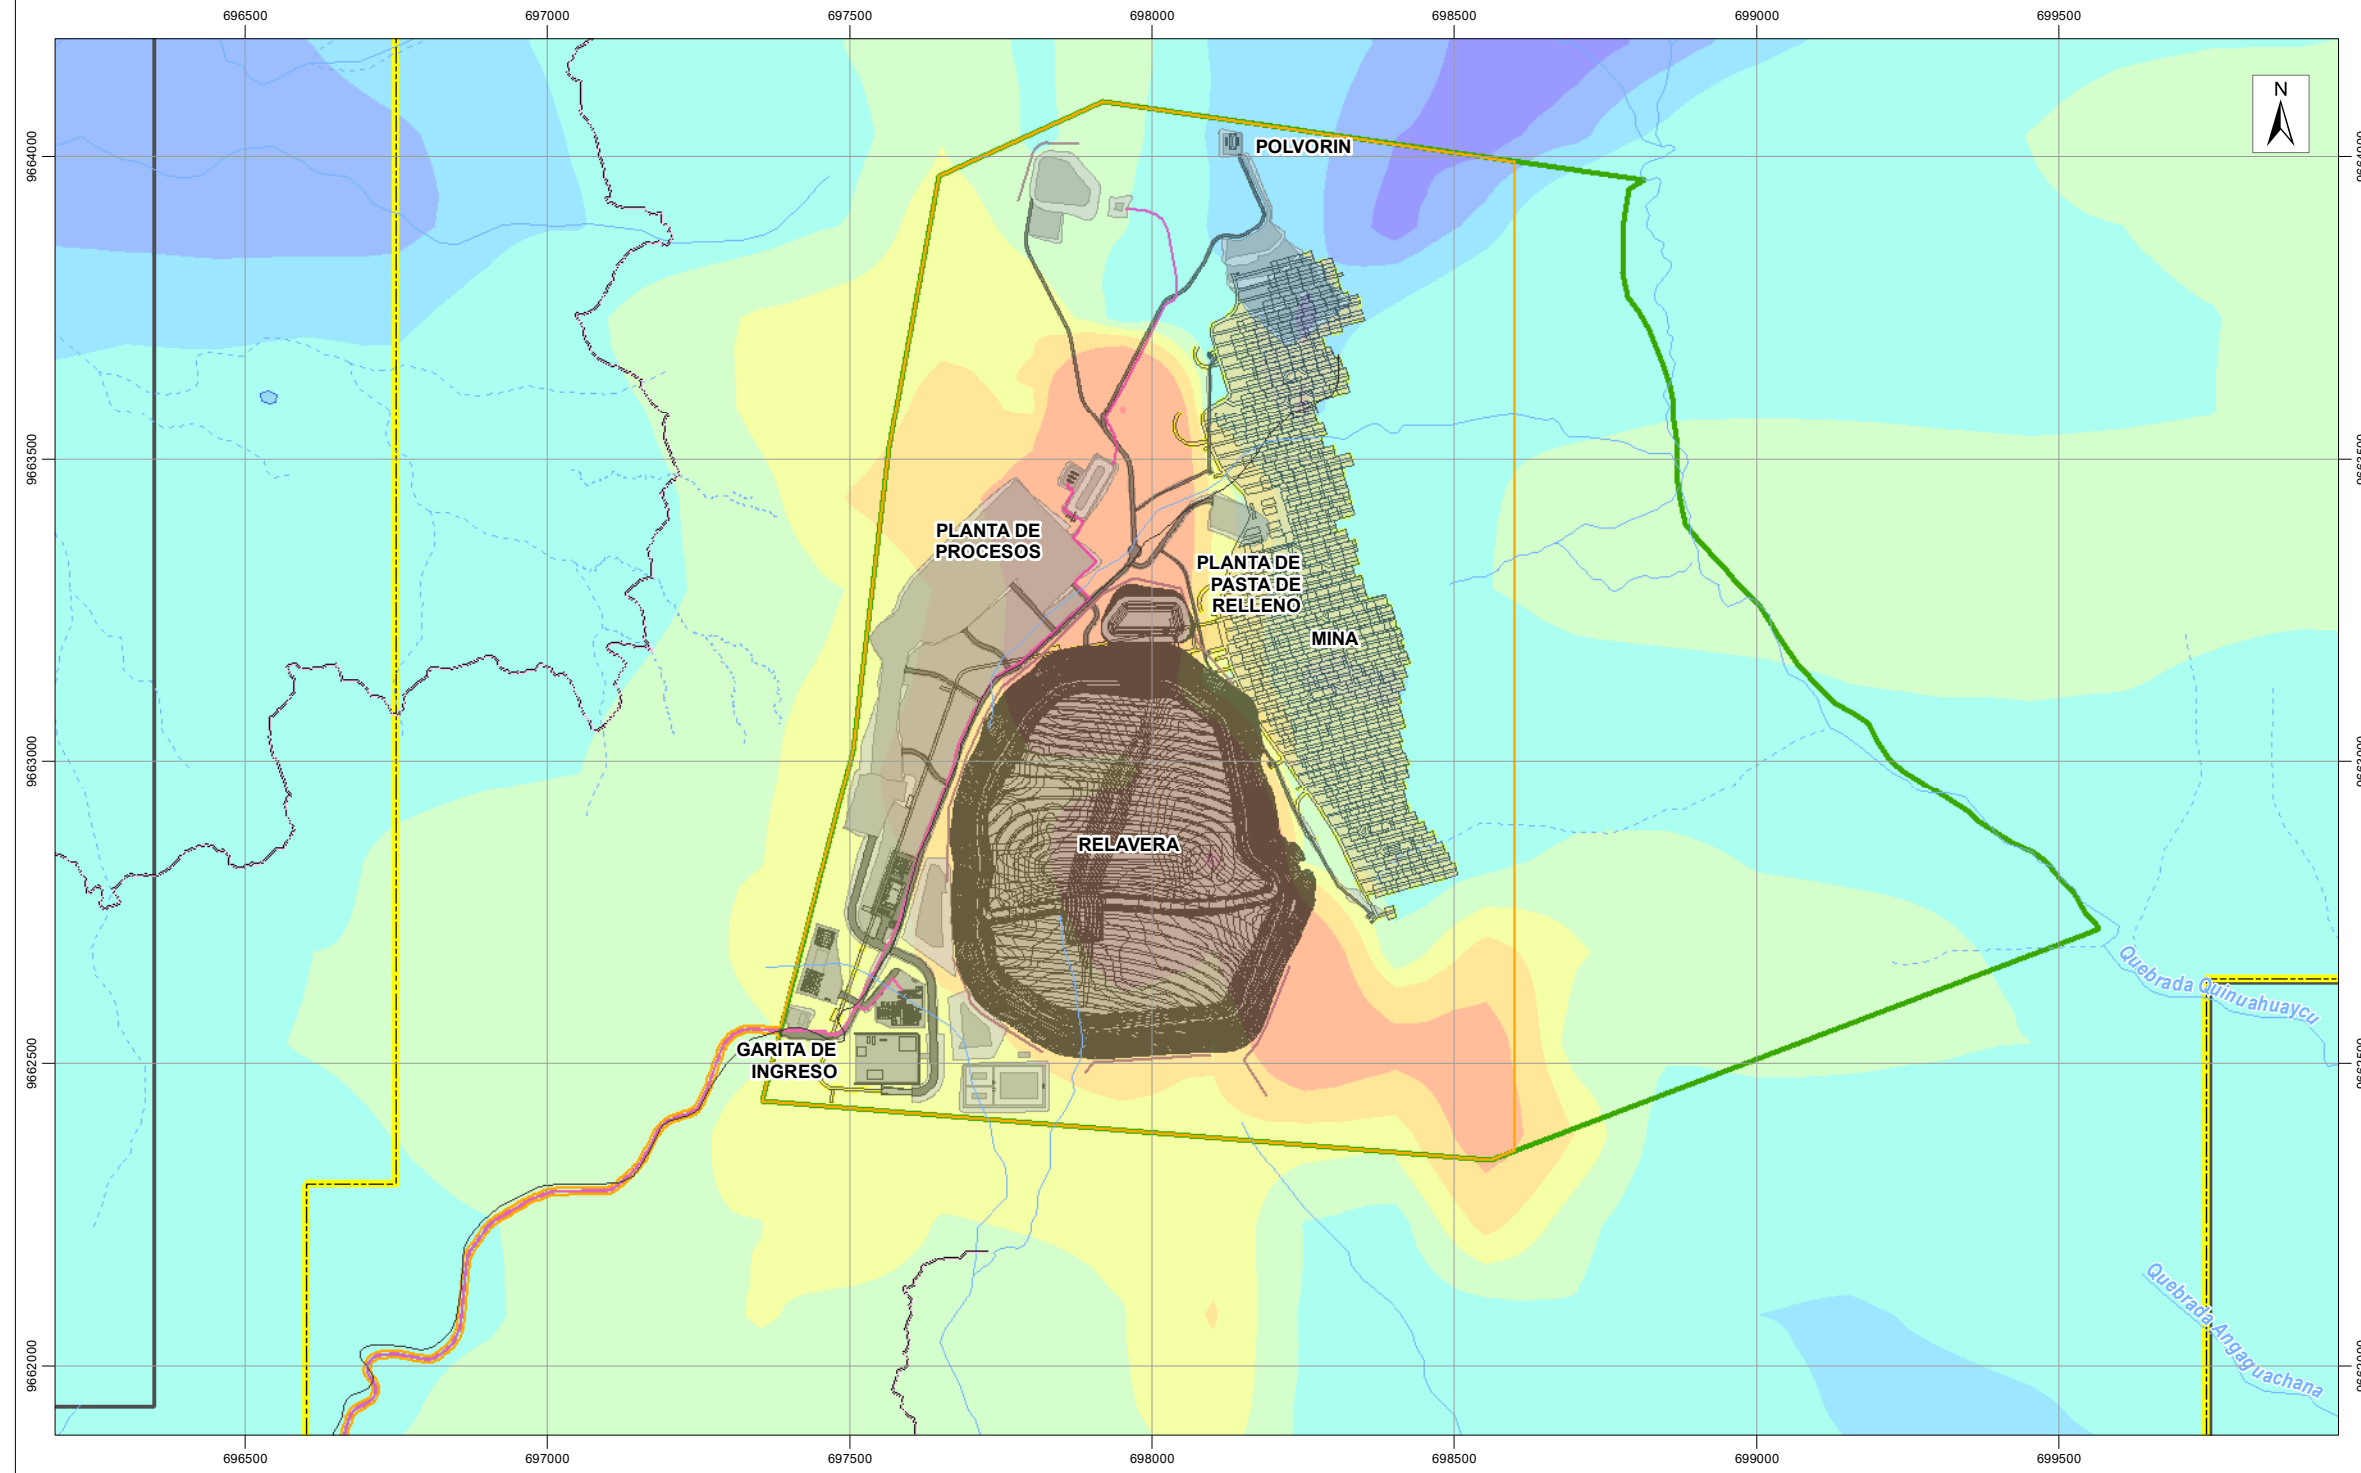 696500 697000 697500 698000 698500 699000 699500
N
9664000
POLVORIN
9663500
PLANTA DE
PROCESOS
PLANTA DE
PASTA DE
RELLENO
MINA
9663000
RELAVERA
Quebrada Quinuahuaycu
GARITA DE
INGRESO
9662500
Quebrada Angaguachana
9662000
696500 697000 697500 698000 698500 699000 699500